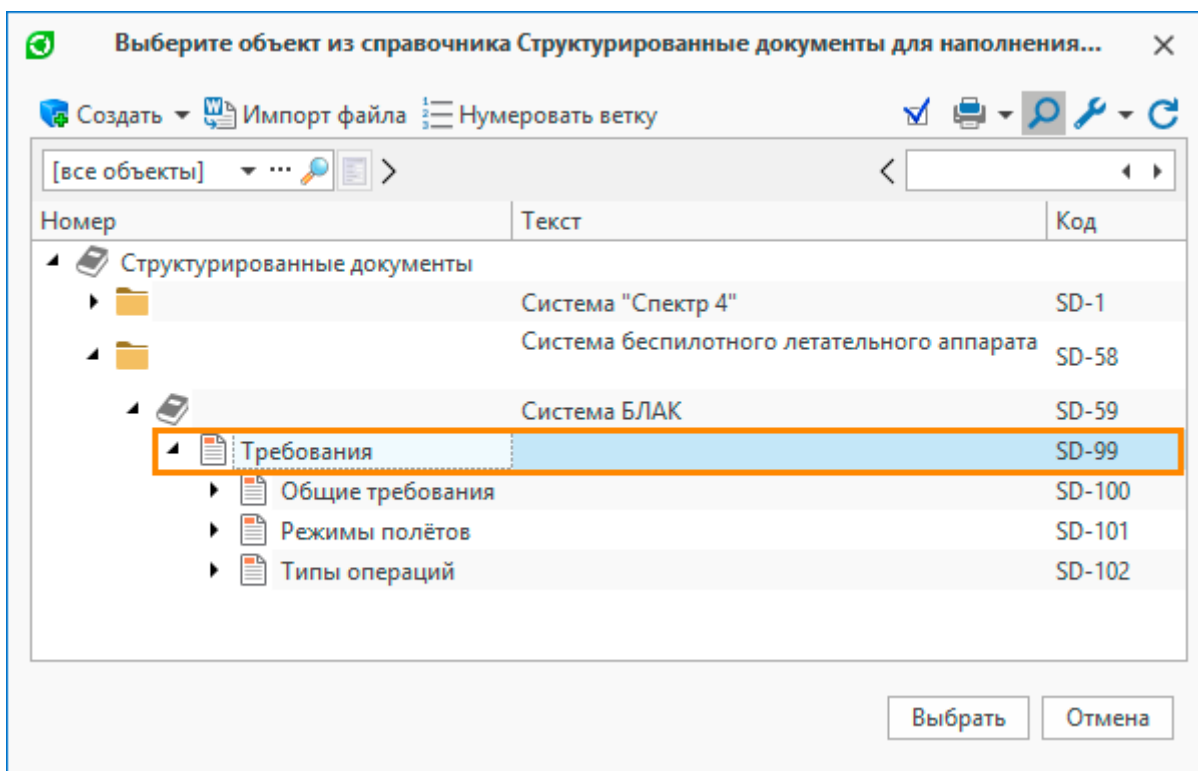 Выберите объект из справочника Структурированные документы для наполнения...
Создать Импорт файла Нумеровать ветку
[все объекты]
Номер Текст Код
Структурированные документы
Система "Спектр 4" SD-1
Система беспилотного летательного аппарата SD-58
Система БЛАК SD-59
Требования SD-99
Общие требования SD-100
Режимы полётов SD-101
Типы операций SD-102
Выбрать Отмена